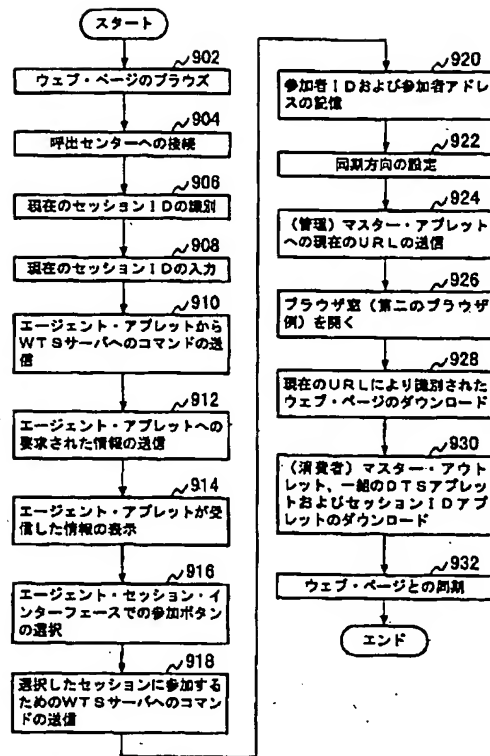 スタート
902
ウェブ・ページのブラウズ
904
呼出センターへの接続
906
現在のセッションIDの識別
908
現在のセッションIDの入力
910
エージェント・アプレットから
WTSサーバへのコマンドの送
信
912
エージェント・アプレットへの
要求された情報の送信
914
エージェント・アプレットが受
信した情報の表示
916
エージェント・セッション・イ
ンターフェースでの参加ボタン
の選択
918
選択したセッションに参加する
ためのWTSサーバへのコマン
ドの送信
920
参加者IDおよび参加者アドレ
スの記憶
922
同期方向の設定
924
(管理)マスター・アプレット
への現在のURLの送信
926
ブラウザ窓(第二のブラウザ
例)を開く
928
現在のURLにより識別された
ウェブ・ページのダウンロード
930
(消費者)マスター・アウト
レット、一組のDTSアプレッ
トおよびセッションIDアプ
レットのダウンロード
932
ウェブ・ページとの同期
エンド